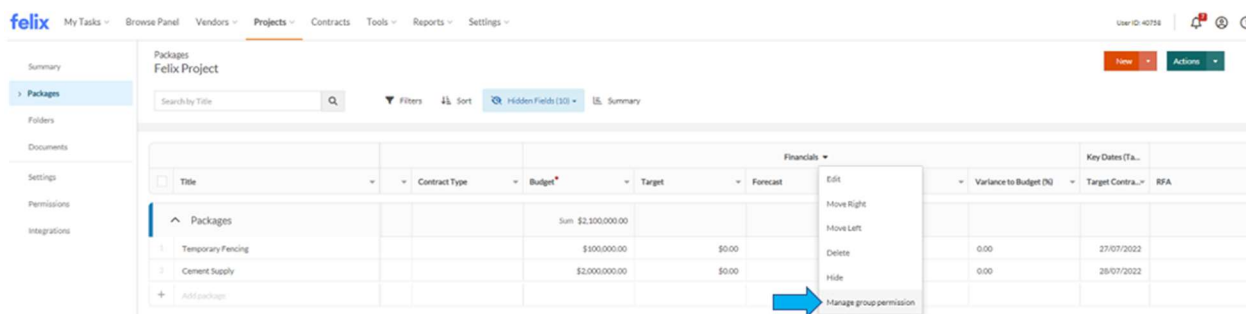 felix My Tasks Browse Panel Vendors Projects Contracts Tools Reports Settings User ID: 40758 7
Summary
Packages
Folders
Documents
Settings
Permissions
Integrations
Packages
Felix Project
New Actions
Search by Title Filters Sort Hidden Fields (10) Summary
Financials Key Dates (Ta...
Title Contract Type Budget* Target Forecast Variance to Budget (%) Target Contra... RFA
Packages Sum $2,100,000.00
1 Temporary Fencing $100,000.00 $0.00 0.00 27/07/2022
2 Cement Supply $2,000,000.00 $0.00 0.00 28/07/2022
+ Add package
Edit
Move Right
Move Left
Delete
Hide
Manage group permission